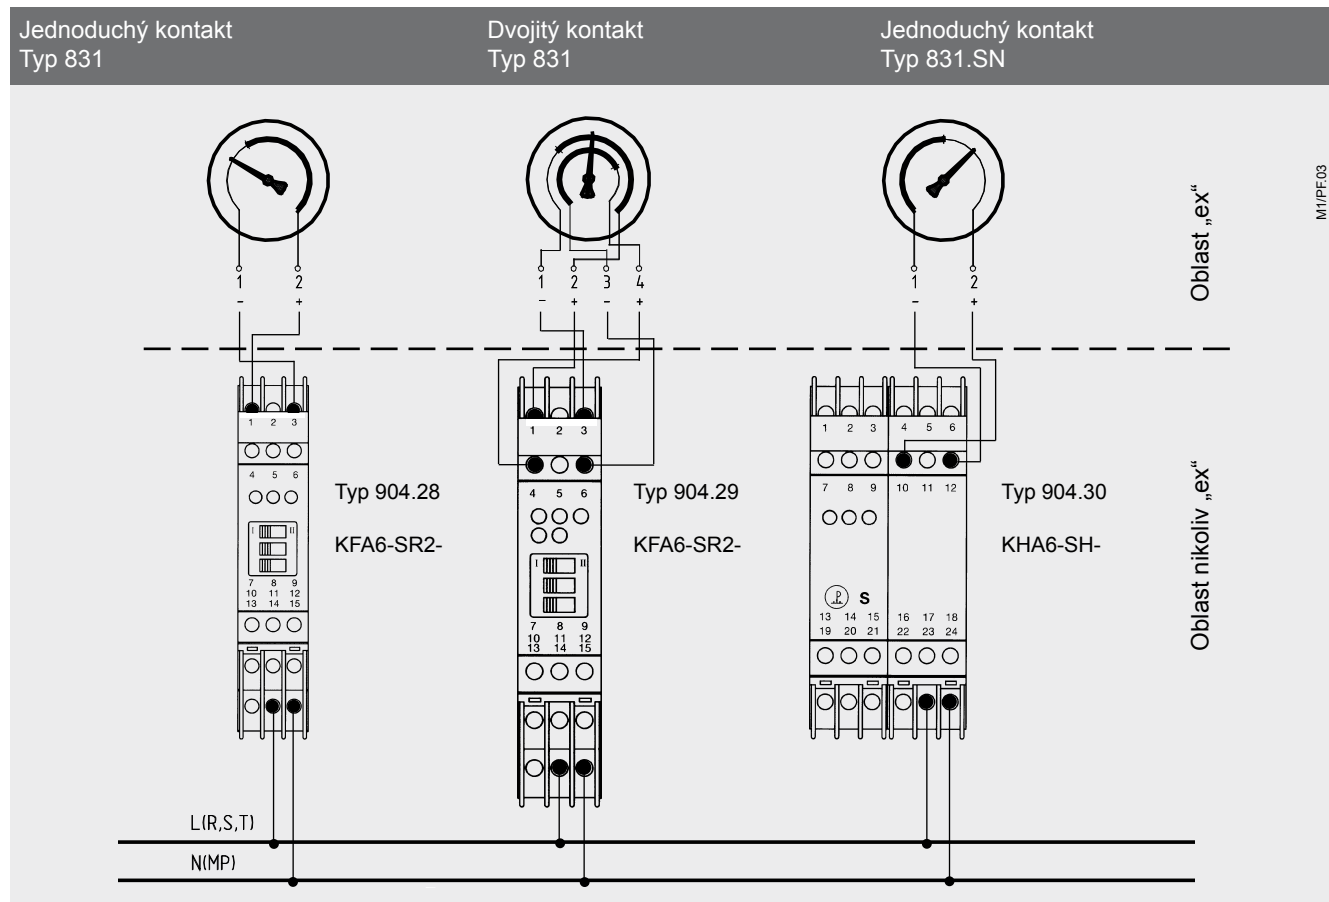 Jednoduchý kontakt
Typ 831
Dvojitý kontakt
Typ 831
Jednoduchý kontakt
Typ 831.SN
M1/PF.03
Oblast „ex“
1 2
- +
1 2 3 4
- + - +
1 2
- +
1 2 3
4 5 6
I II
7 8 9
10 11 12
13 14 15
Typ 904.28
KFA6-SR2-
1 2 3
4 5 6
I II
7 8 9
10 11 12
13 14 15
Typ 904.29
KFA6-SR2-
1 2 3 4 5 6
7 8 9 10 11 12
S
13 14 15 16 17 18
19 20 21 22 23 24
Typ 904.30
KHA6-SH-
Oblast nikoliv „ex“
L(R,S,T)
N(MP)